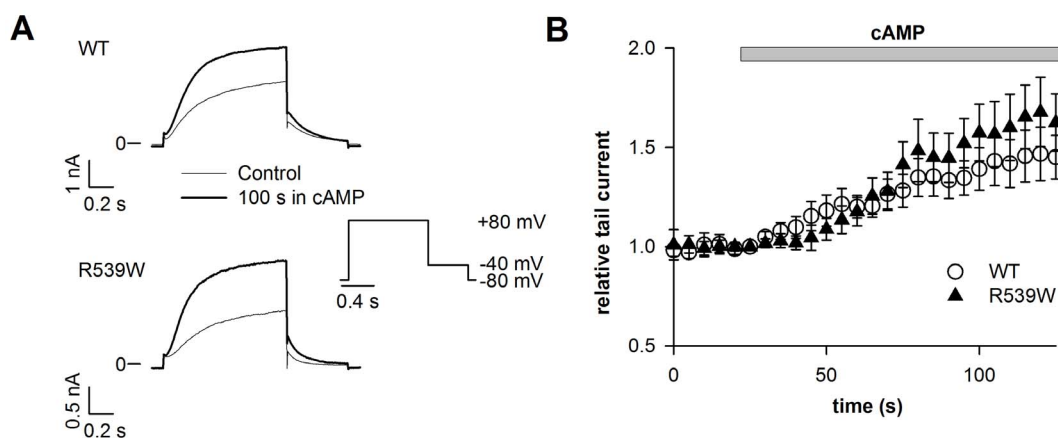 A
WT
0
1 nA
0.2 s
Control
100 s in cAMP
+80 mV
-40 mV
-80 mV
0.4 s
R539W
0
0.5 nA
0.2 s
B
cAMP
relative tail current
2.0
1.5
1.0
0.5
WT
R539W
0 50 100
time (s)